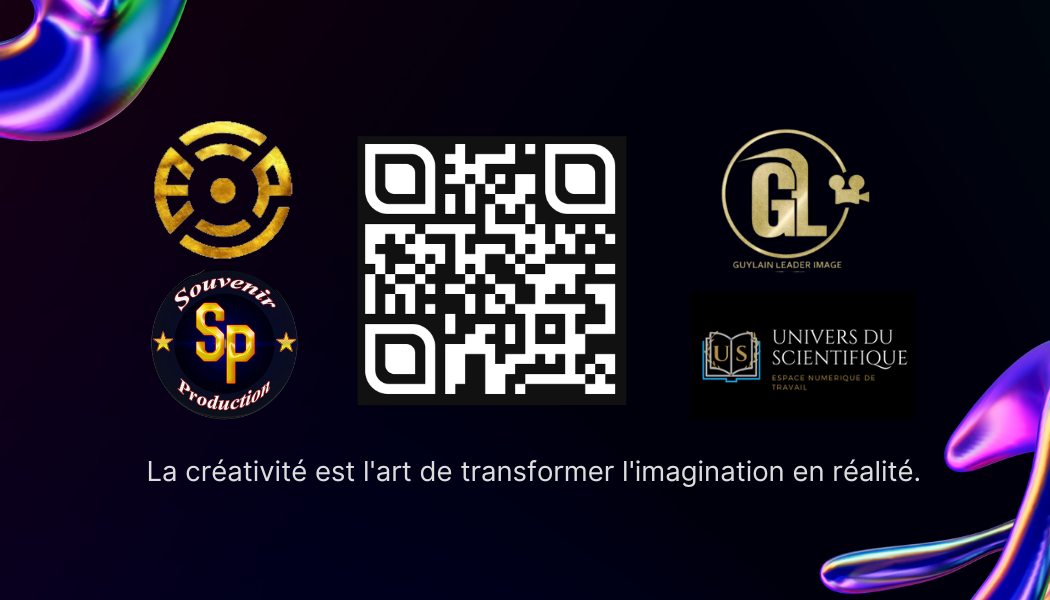 Souvenir
SP
Production
GL
GUYLAIN LEADER IMAGE
US
UNIVERS DU
SCIENTIFIQUE
ESPACE NUMERIQUE DE
TRAVAIL
La créativité est l'art de transformer l'imagination en réalité.